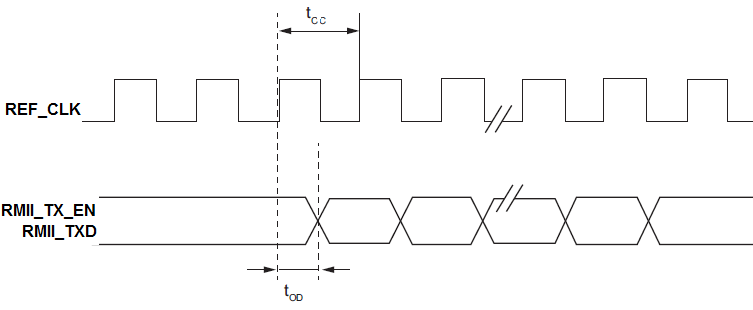 tCC
REF_CLK
RMII_TX_EN
RMII_TXD
tOD